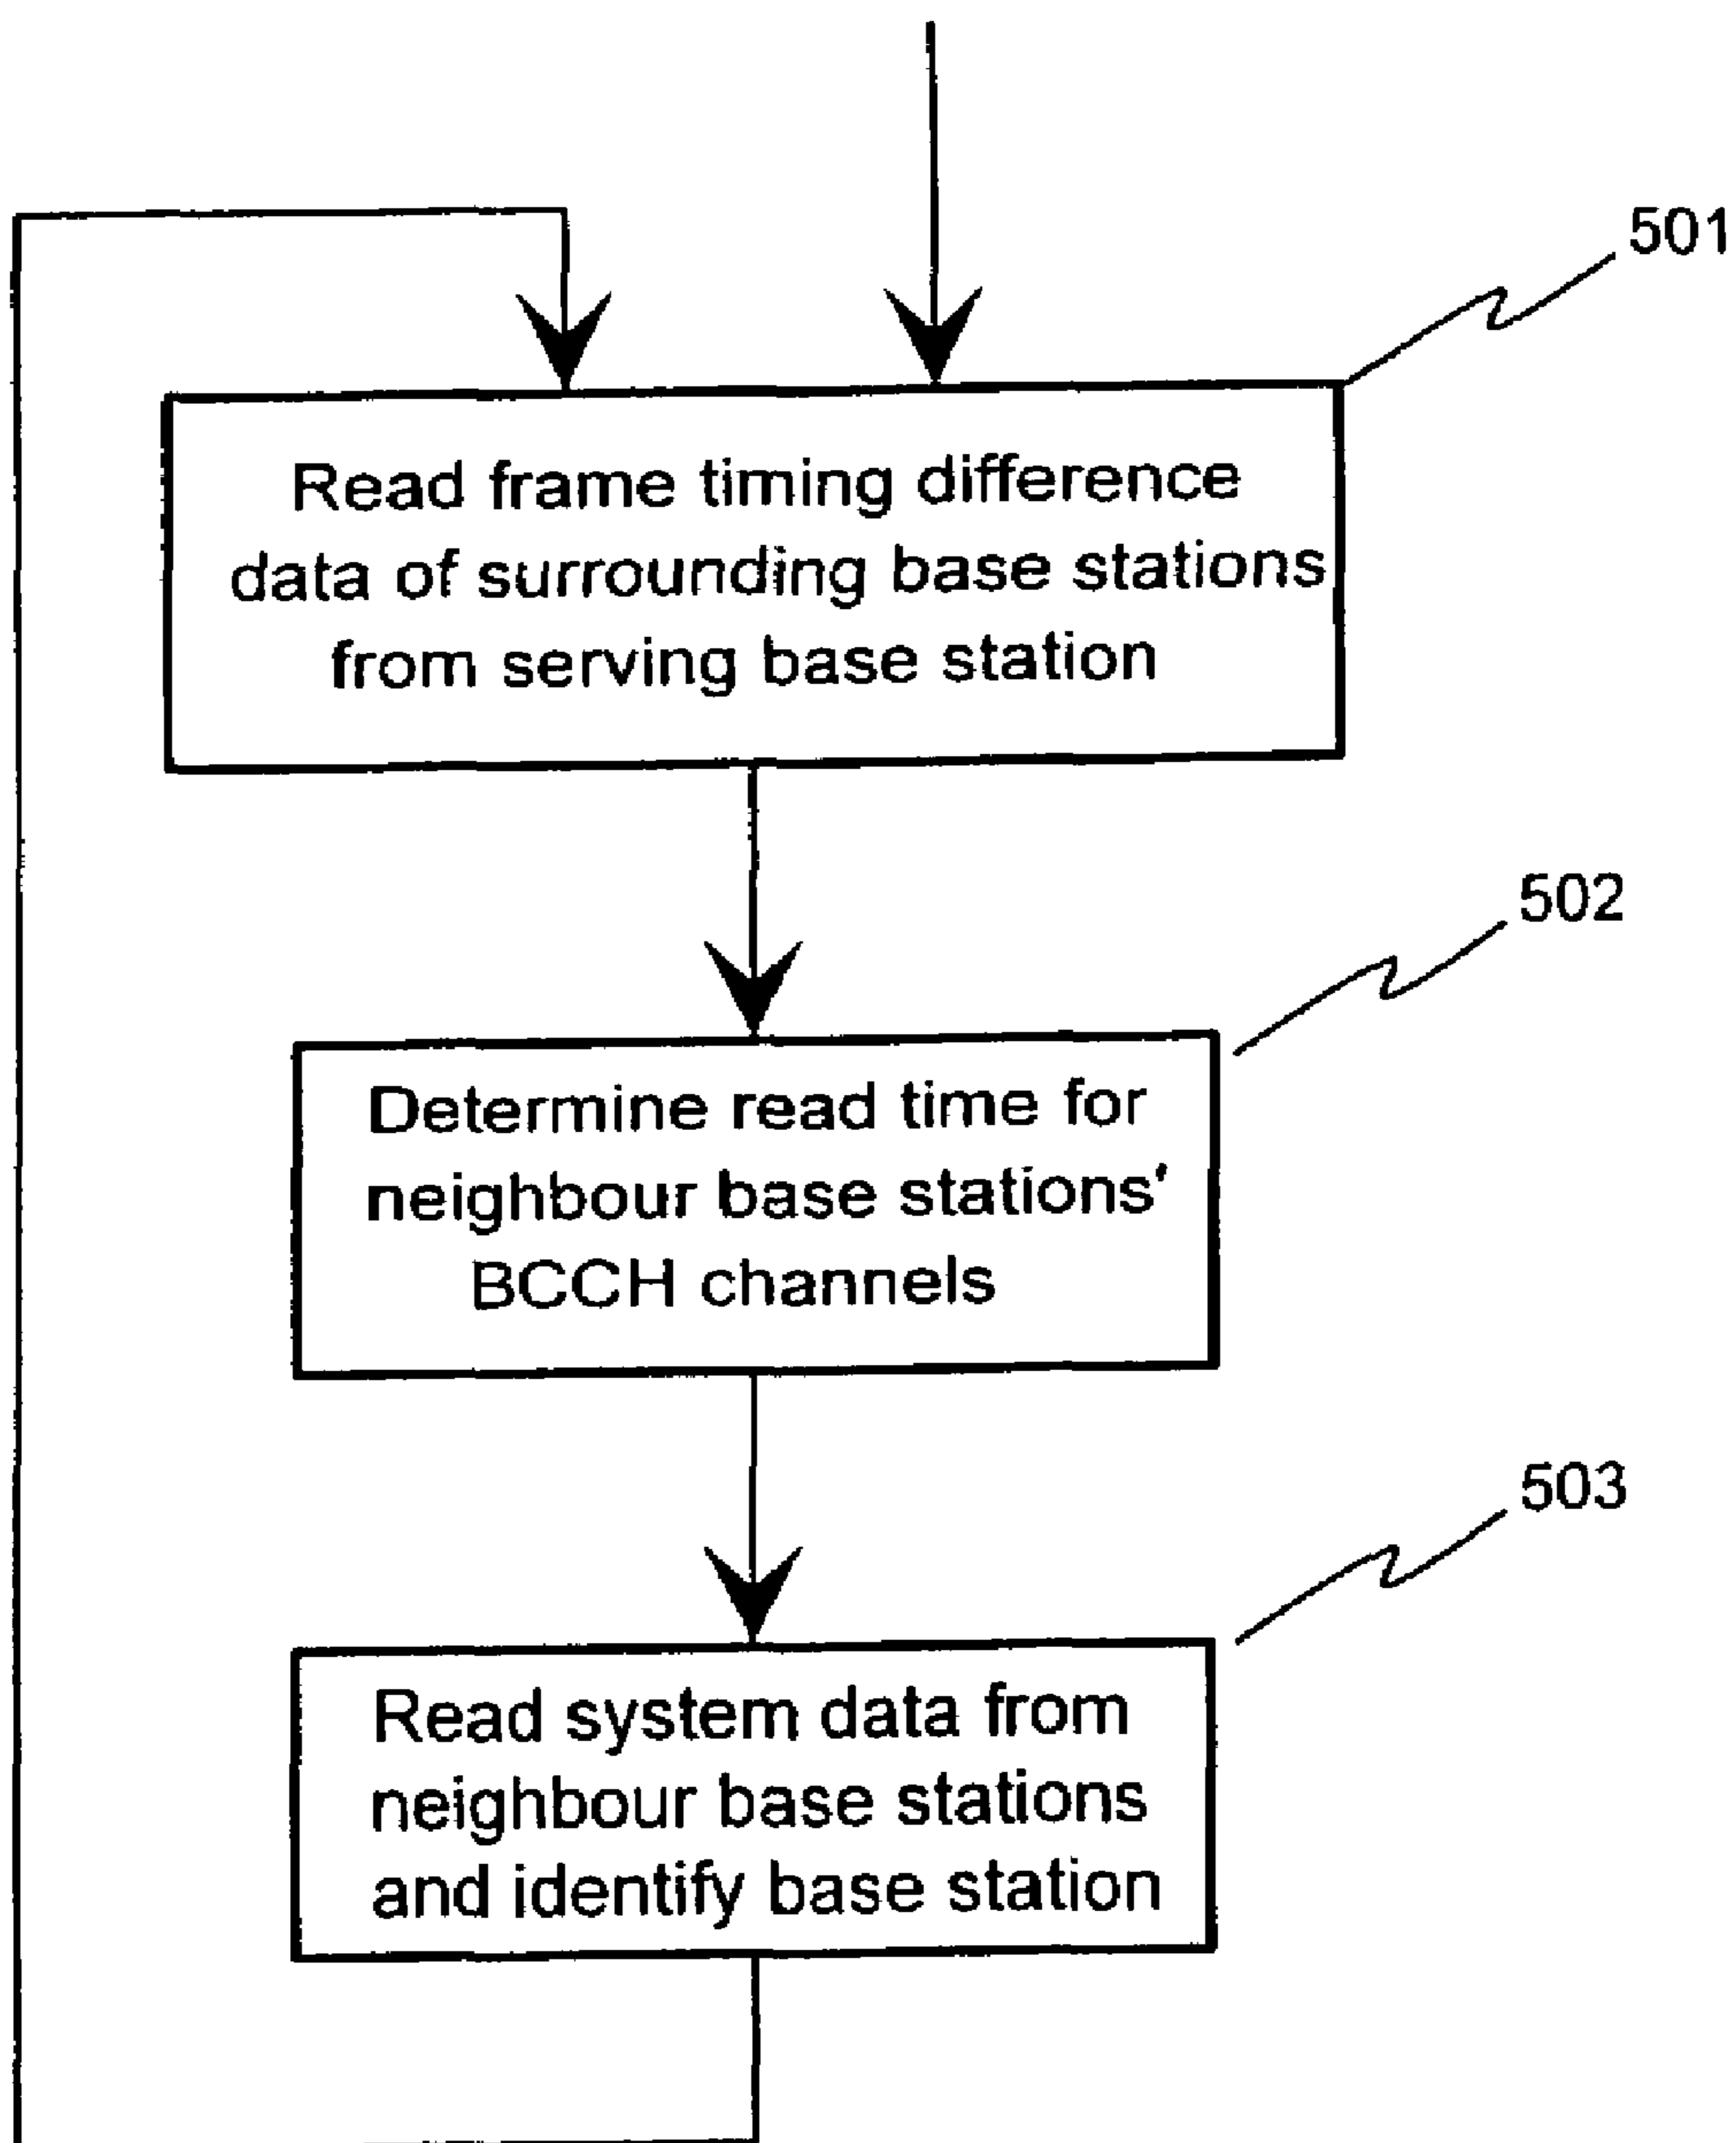 501
Read frame timing difference
data of surrounding base stations
from serving base station
502
Determine read time for
neighbour base stations'
BCCH channels
503
Read system data from
neighbour base stations
and identify base station